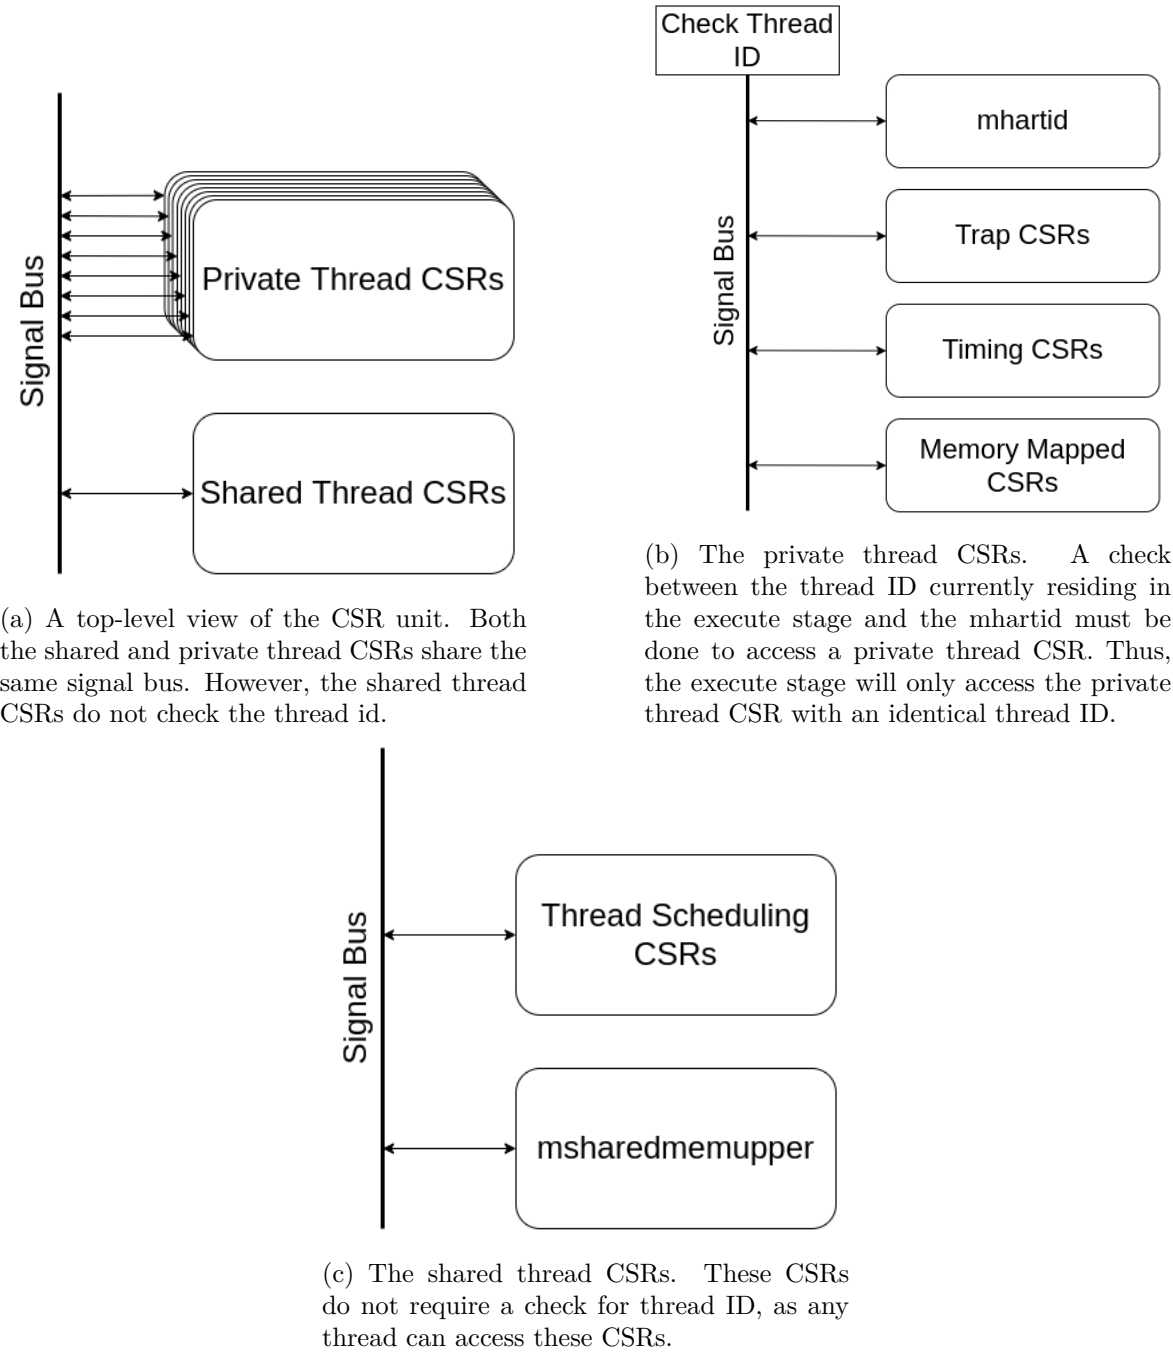 Signal Bus
Private Thread CSRs
Shared Thread CSRs
(a) A top-level view of the CSR unit. Both
the shared and private thread CSRs share the
same signal bus. However, the shared thread
CSRs do not check the thread id.
Check Thread
ID
Signal Bus
mhartid
Trap CSRs
Timing CSRs
Memory Mapped
CSRs
(b) The private thread CSRs. A check
between the thread ID currently residing in
the execute stage and the mhartid must be
done to access a private thread CSR. Thus,
the execute stage will only access the private
thread CSR with an identical thread ID.
Signal Bus
Thread Scheduling
CSRs
msharedmemupper
(c) The shared thread CSRs. These CSRs
do not require a check for thread ID, as any
thread can access these CSRs.